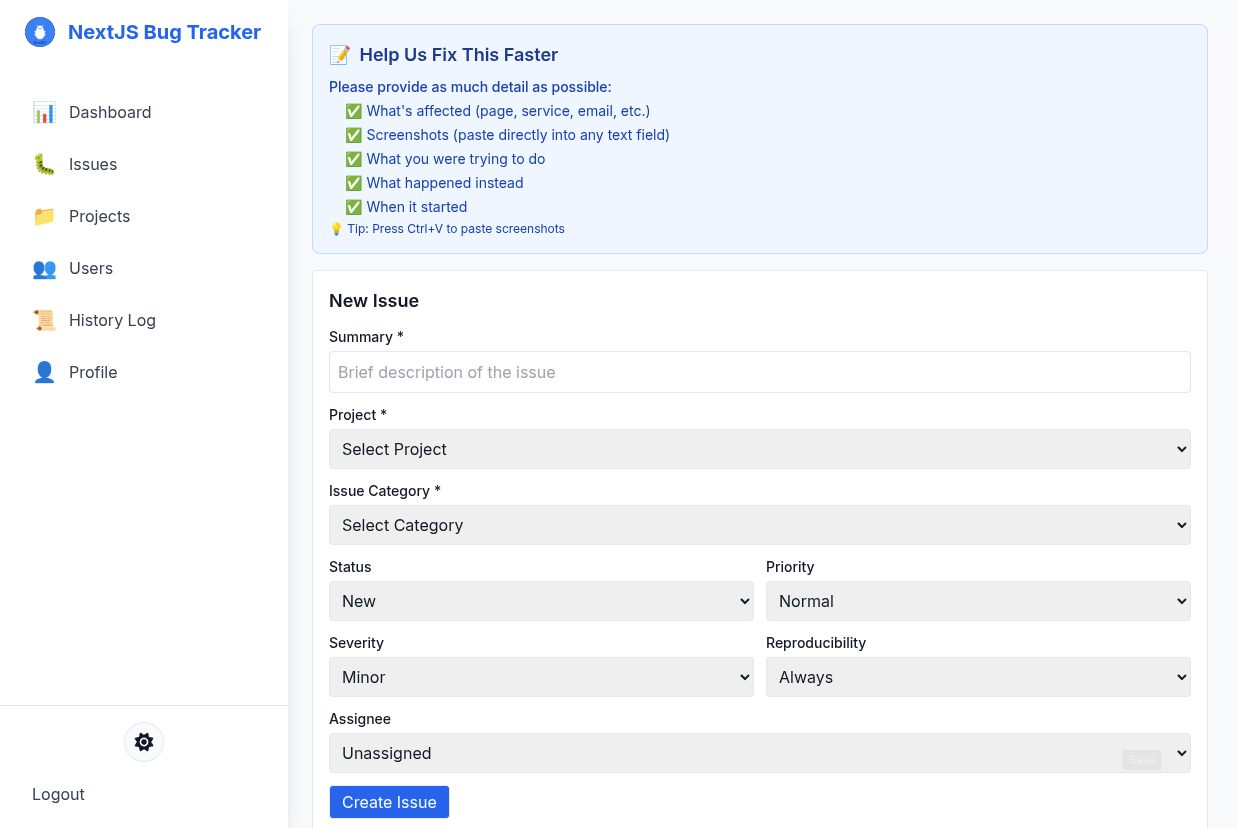 NextJS Bug Tracker
Dashboard
Issues
Projects
Users
History Log
Profile
Logout
Help Us Fix This Faster
Please provide as much detail as possible:
What's affected (page, service, email, etc.)
Screenshots (paste directly into any text field)
What you were trying to do
What happened instead
When it started
Tip: Press Ctrl+V to paste screenshots
New Issue
Summary *
Brief description of the issue
Project *
Select Project
Issue Category *
Select Category
Status
Priority
New
Normal
Severity
Reproducibility
Minor
Always
Assignee
Unassigned
Save
Create Issue